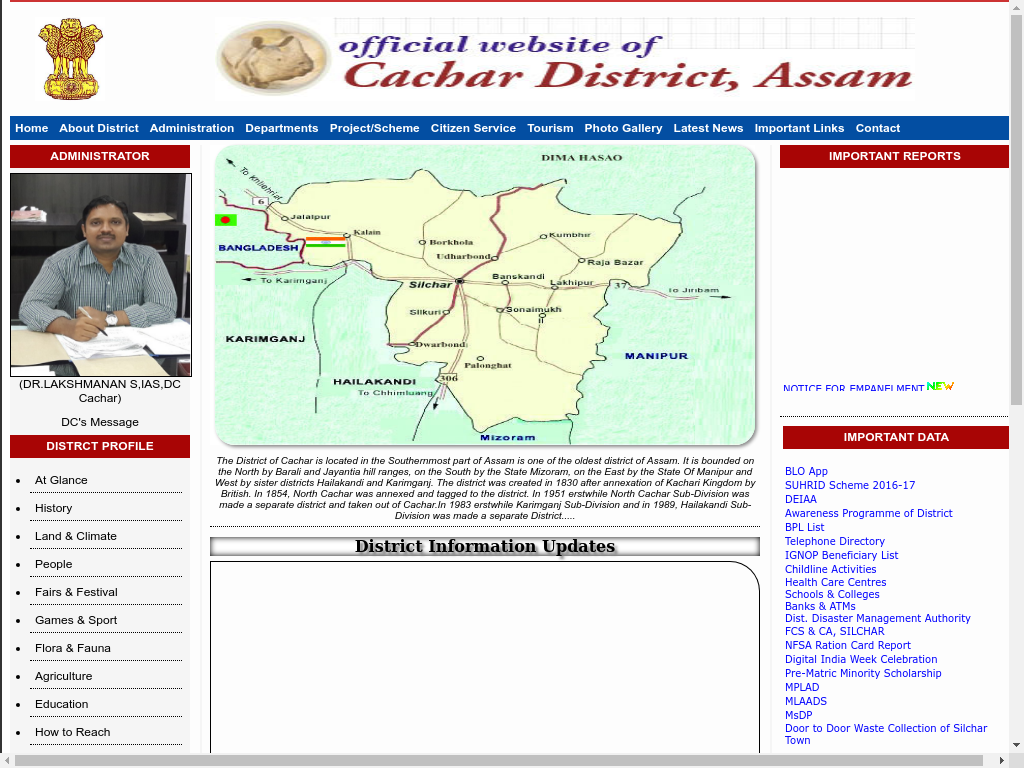 official website of
Cachar District, Assam
Home About District Administration Departments Project/Scheme Citizen Service Tourism Photo Gallery Latest News Important Links Contact
ADMINISTRATOR
(DR.LAKSHMANAN S,IAS,DC
Cachar)
DC's Message
DISTRCT PROFILE
At Glance
History
Land & Climate
People
Fairs & Festival
Games & Sport
Flora & Fauna
Agriculture
Education
How to Reach
DIMA HASAO
To Khliehriat
6
Jalalpur
Kalain
BANGLADESH
Borkhola
Kumbhir
Udharbond
Raja Bazar
To Karimganj
Banskandi
Silchar
Lakhipur
37
To Jiribam
Silkuri
Sonaimukh
KARIMGANJ
Dwarbond
MANIPUR
Palonghat
HAILAKANDI
306
To Chhimluang
Mizoram
The District of Cachar is located in the Southernmost part of Assam is one of the oldest district of Assam. It is bounded on
the North by Barali and Jayantia hill ranges, on the South by the State Mizoram, on the East by the State Of Manipur and
West by sister districts Hailakandi and Karimganj. The district was created in 1830 after annexation of Kachari Kingdom by
British. In 1854, North Cachar was annexed and tagged to the district. In 1951 erstwhile North Cachar Sub-Division was
made a separate district and taken out of Cachar.In 1983 erstwhile Karimganj Sub-Division and in 1989, Hailakandi Sub-
Division was made a separate District.....
District Information Updates
IMPORTANT REPORTS
NOTICE FOR EMPANELMENT NEW
IMPORTANT DATA
BLO App
SUHRID Scheme 2016-17
DEIAA
Awareness Programme of District
BPL List
Telephone Directory
IGNOP Beneficiary List
Childline Activities
Health Care Centres
Schools & Colleges
Banks & ATMs
Dist. Disaster Management Authority
FCS & CA, SILCHAR
NFSA Ration Card Report
Digital India Week Celebration
Pre-Matric Minority Scholarship
MPLAD
MLAADS
MsDP
Door to Door Waste Collection of Silchar
Town